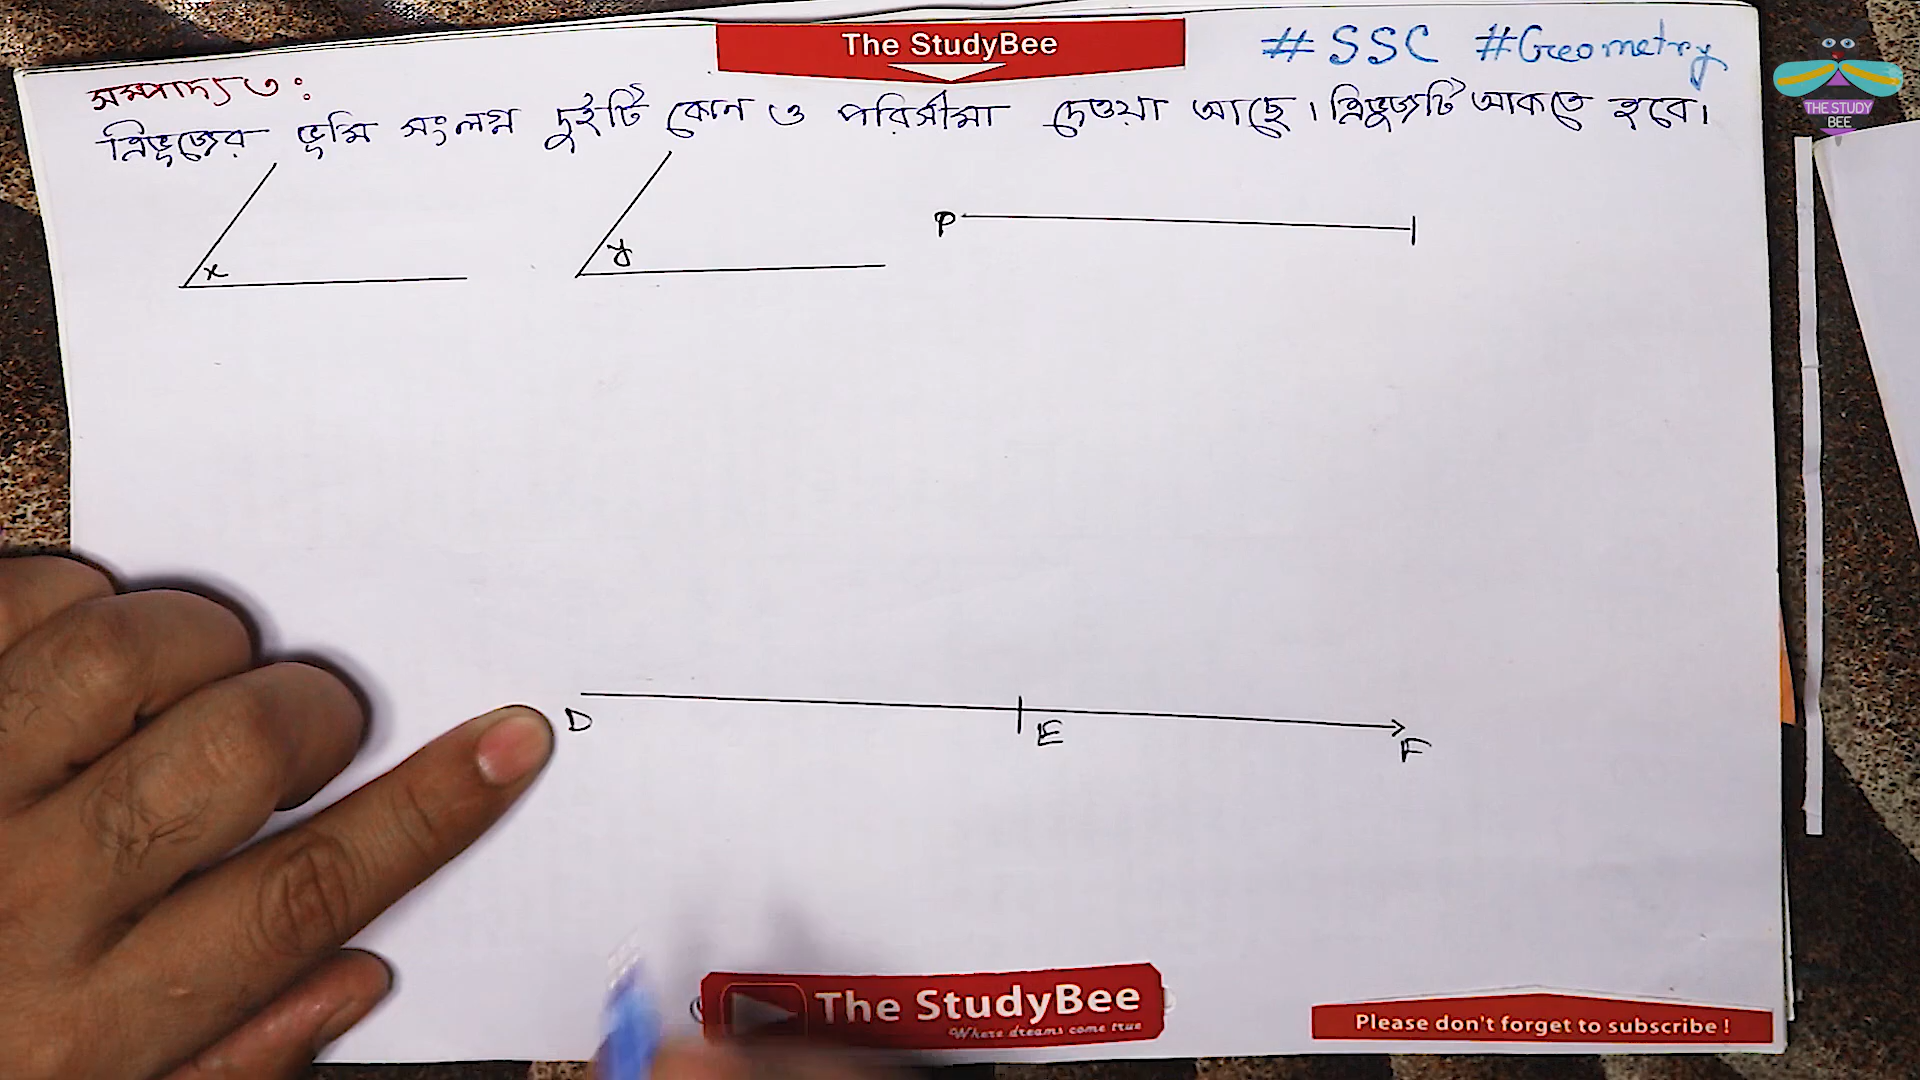 The StudyBee
#SSC #Geometry
THE STUDY
BEE
সম্পাদ্য ৩ :
ত্রিভুজের ভূমি সংলগ্ন দুইটি কোন ও পরিসীমা দেওয়া আছে। ত্রিভুজটি আকতে হবে।
x
y
P
D
E
F
The StudyBee
Where dreams come true
Please don't forget to subscribe !